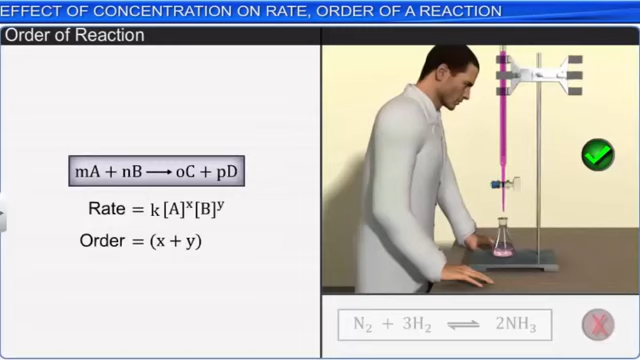 EFFECT OF CONCENTRATION ON RATE, ORDER OF A REACTION
Order of Reaction
mA + nB ⟶ oC + pD
Rate = k [A]ˣ[B]ʸ
Order = (x + y)
N₂ + 3H₂ ⇌ 2NH₃